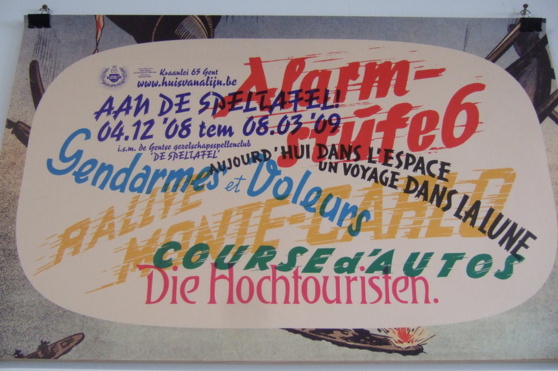 Kraanlei 65 Gent
www.huisvanalijn.be
Alarm-
stufe 6
AAN DE SPELTAFEL!
04.12 '08 tem 08.03 '09
i.s.m. de Gentse gezelschapsspellenclub
'DE SPELTAFEL'
AUJOURD'HUI DANS L'ESPACE
UN VOYAGE DANS LA LUNE
Gendarmes et Voleurs
RALLYE
MONTE-CARLO
COURSE d'AUTOS
Die Hochtouristen.